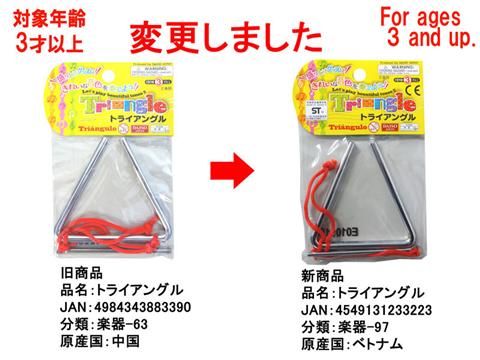 対象年齢
3才以上
変更しました
For ages
3 and up.
Triangle
トライアングル
Triángulo
ST
CE
Triangle
トライアングル
Triángulo
旧商品
品名:トライアングル
JAN:4984343883390
分類:楽器-63
原産国:中国
新商品
品名:トライアングル
JAN:4549131233223
分類:楽器-97
原産国:ベトナム